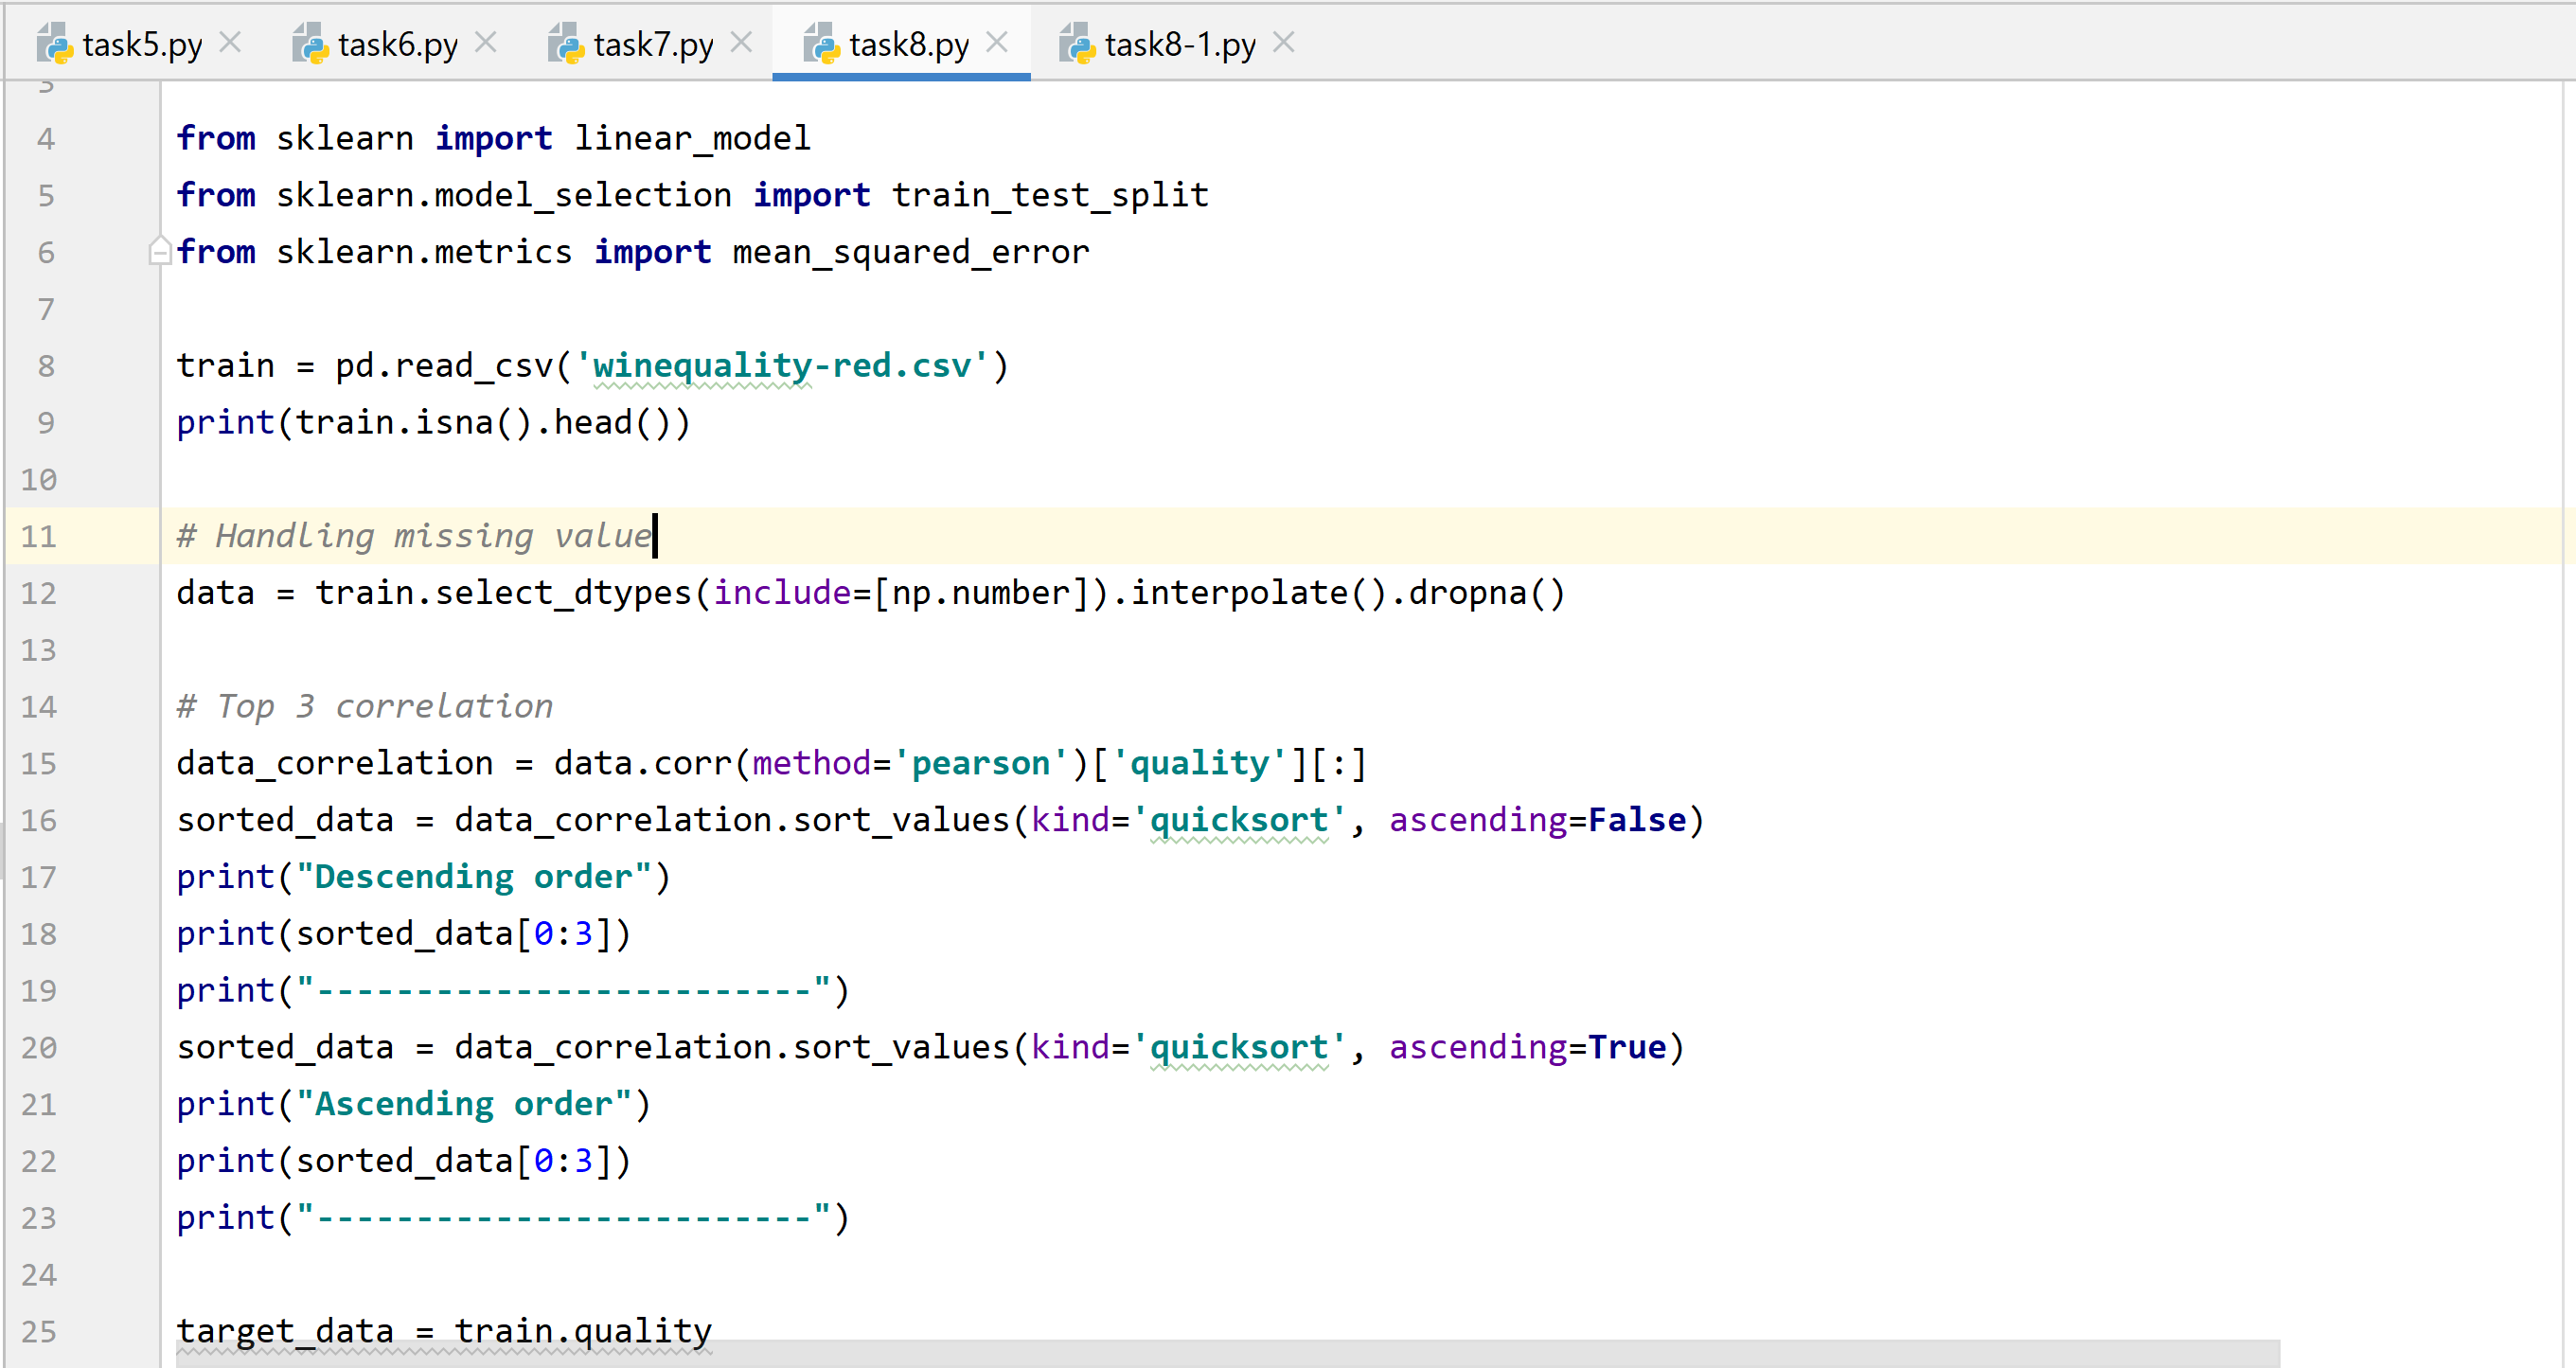 task5.py task6.py task7.py task8.py task8-1.py
3
4 from sklearn import linear_model
5 from sklearn.model_selection import train_test_split
6 from sklearn.metrics import mean_squared_error
7
8 train = pd.read_csv('winequality-red.csv')
9 print(train.isna().head())
10
11 # Handling missing value
12 data = train.select_dtypes(include=[np.number]).interpolate().dropna()
13
14 # Top 3 correlation
15 data_correlation = data.corr(method='pearson')['quality'][:]
16 sorted_data = data_correlation.sort_values(kind='quicksort', ascending=False)
17 print("Descending order")
18 print(sorted_data[0:3])
19 print("-------------------------")
20 sorted_data = data_correlation.sort_values(kind='quicksort', ascending=True)
21 print("Ascending order")
22 print(sorted_data[0:3])
23 print("-------------------------")
24
25 target_data = train.quality